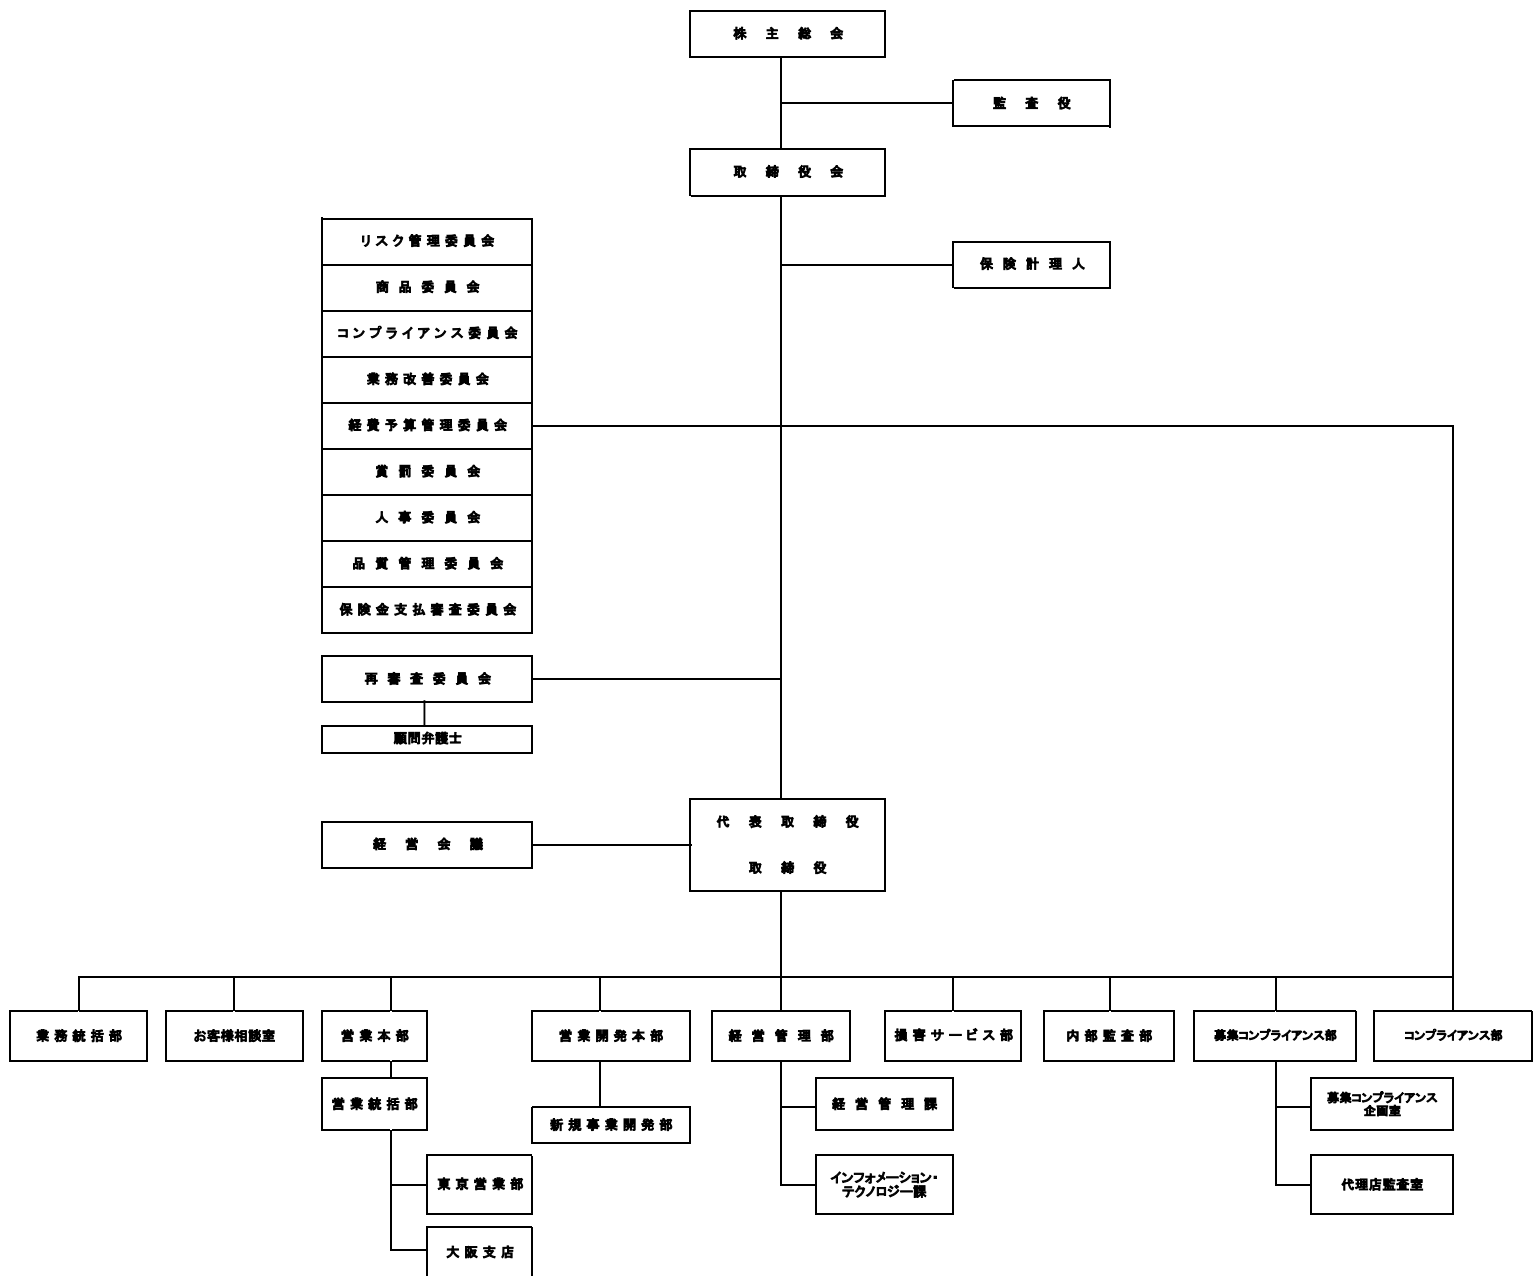 株主総会
監査役
取締役会
リスク管理委員会
保険計理人
商品委員会
コンプライアンス委員会
業務改善委員会
経費予算管理委員会
賞罰委員会
人事委員会
品質管理委員会
保険金支払審査委員会
再審査委員会
顧問弁護士
代表取締役
取締役
経営会議
業務統括部
お客様相談室
営業本部
営業開発本部
経営管理部
損害サービス部
内部監査部
募集コンプライアンス部
コンプライアンス部
営業統括部
新規事業開発部
経営管理課
募集コンプライアンス
企画室
東京営業部
インフォメーション・
テクノロジー課
代理店監査室
大阪支店